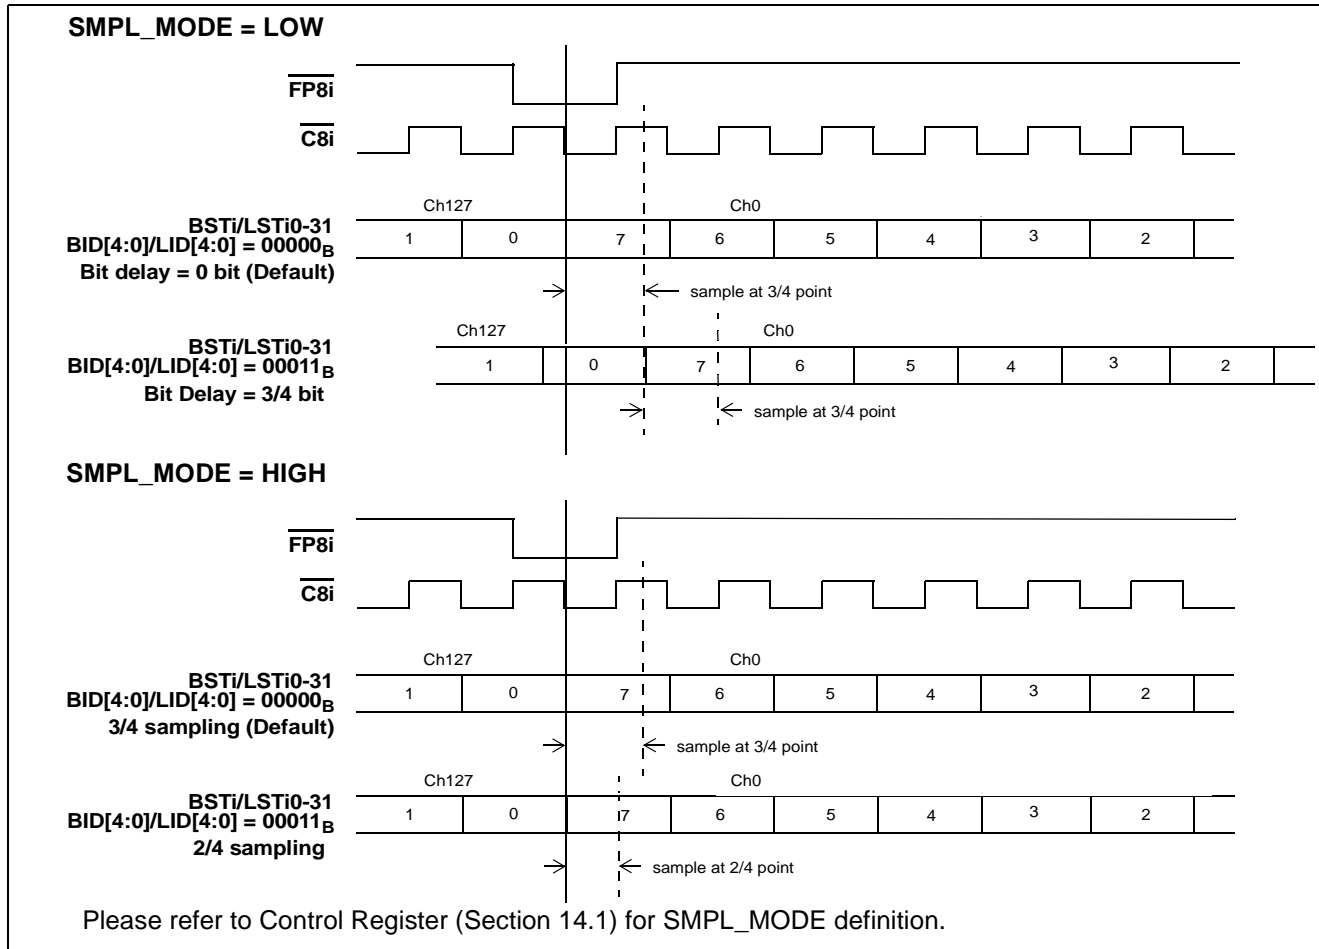 SMPL_MODE = LOW
FP8i
C8i
Ch127 Ch0
BSTi/LSTi0-31
BID[4:0]/LID[4:0] = 00000B
Bit delay = 0 bit (Default)
1 0 7 6 5 4 3 2
sample at 3/4 point
Ch127 Ch0
BSTi/LSTi0-31
BID[4:0]/LID[4:0] = 00011B
Bit Delay = 3/4 bit
1 0 7 6 5 4 3 2
sample at 3/4 point
SMPL_MODE = HIGH
FP8i
C8i
Ch127 Ch0
BSTi/LSTi0-31
BID[4:0]/LID[4:0] = 00000B
3/4 sampling (Default)
1 0 7 6 5 4 3 2
sample at 3/4 point
Ch127 Ch0
BSTi/LSTi0-31
BID[4:0]/LID[4:0] = 00011B
2/4 sampling
1 0 7 6 5 4 3 2
sample at 2/4 point
Please refer to Control Register (Section 14.1) for SMPL_MODE definition.